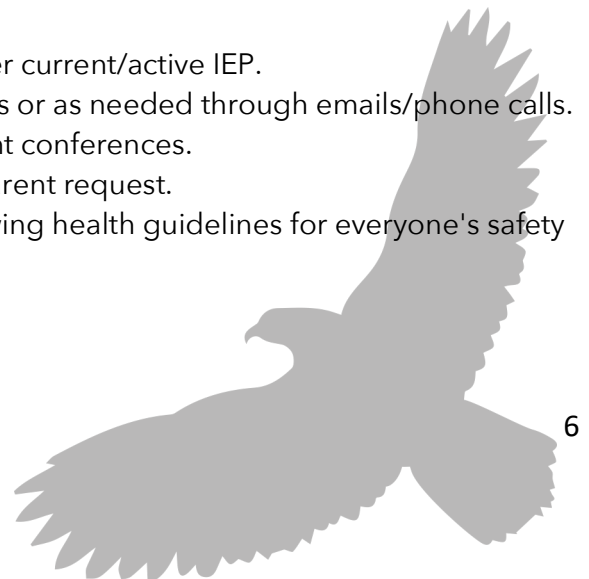 er current/active IEP.
s or as needed through emails/phone calls.
nt conferences.
rent request.
ving health guidelines for everyone's safety
6